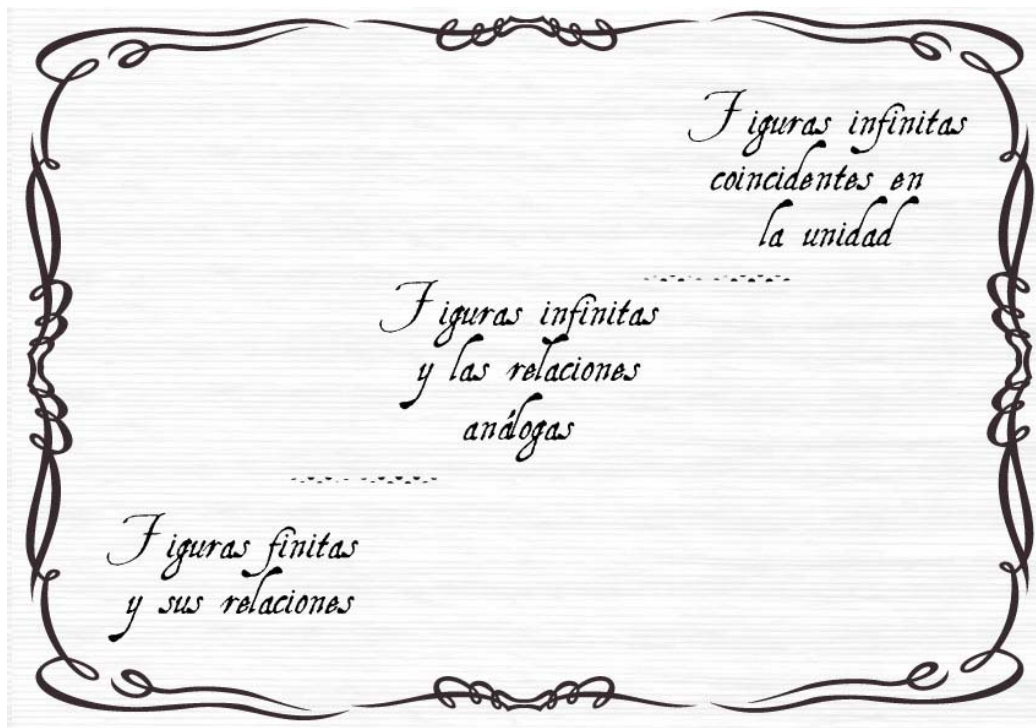 Figuras infinitas
coincidentes en
la unidad
Figuras infinitas
y las relaciones
análogas
Figuras finitas
y sus relaciones